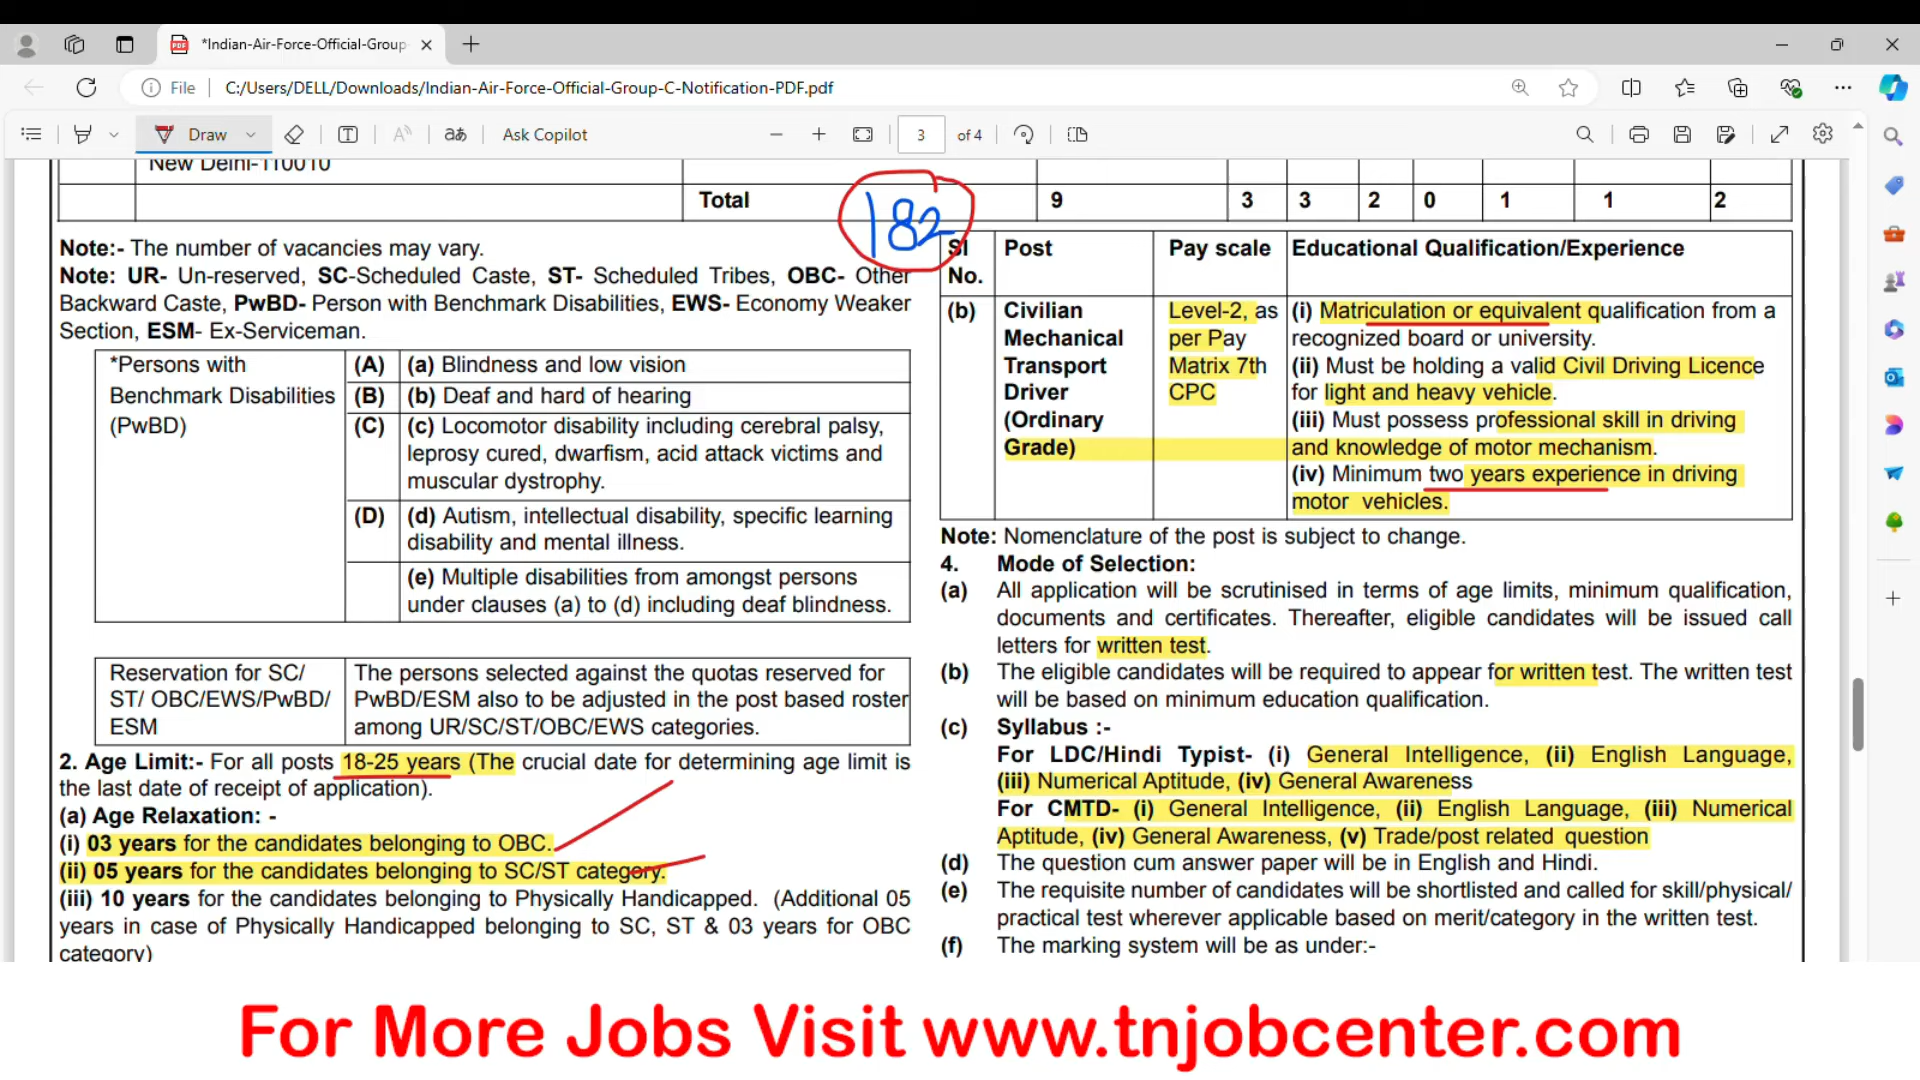 *Indian-Air-Force-Official-Group-
File
C:/Users/DELL/Downloads/Indian-Air-Force-Official-Group-C-Notification-PDF.pdf
Draw
T
A
aあ
Ask Copilot
3
of 4
New Delhi-110010
Total 9 3 3 2 0 1 1 2
182
Note:- The number of vacancies may vary.
Note: UR- Un-reserved, SC-Scheduled Caste, ST- Scheduled Tribes, OBC- Other
Backward Caste, PwBD- Person with Benchmark Disabilities, EWS- Economy Weaker
Section, ESM- Ex-Serviceman.
*Persons with
Benchmark Disabilities
(PwBD)
(A) (a) Blindness and low vision
(B) (b) Deaf and hard of hearing
(C) (c) Locomotor disability including cerebral palsy,
leprosy cured, dwarfism, acid attack victims and
muscular dystrophy.
(D) (d) Autism, intellectual disability, specific learning
disability and mental illness.
(e) Multiple disabilities from amongst persons
under clauses (a) to (d) including deaf blindness.
Reservation for SC/
ST/ OBC/EWS/PwBD/
ESM
The persons selected against the quotas reserved for
PwBD/ESM also to be adjusted in the post based roster
among UR/SC/ST/OBC/EWS categories.
2. Age Limit:- For all posts 18-25 years (The crucial date for determining age limit is
the last date of receipt of application).
(a) Age Relaxation: -
(i) 03 years for the candidates belonging to OBC.
(ii) 05 years for the candidates belonging to SC/ST category.
(iii) 10 years for the candidates belonging to Physically Handicapped. (Additional 05
years in case of Physically Handicapped belonging to SC, ST & 03 years for OBC
category)
Sl
No.
Post
Pay scale
Educational Qualification/Experience
(b)
Civilian
Mechanical
Transport
Driver
(Ordinary
Grade)
Level-2, as
per Pay
Matrix 7th
CPC
(i) Matriculation or equivalent qualification from a
recognized board or university.
(ii) Must be holding a valid Civil Driving Licence
for light and heavy vehicle.
(iii) Must possess professional skill in driving
and knowledge of motor mechanism.
(iv) Minimum two years experience in driving
motor vehicles.
Note: Nomenclature of the post is subject to change.
4. Mode of Selection:
(a) All application will be scrutinised in terms of age limits, minimum qualification,
documents and certificates. Thereafter, eligible candidates will be issued call
letters for written test.
(b) The eligible candidates will be required to appear for written test. The written test
will be based on minimum education qualification.
(c) Syllabus :-
For LDC/Hindi Typist- (i) General Intelligence, (ii) English Language,
(iii) Numerical Aptitude, (iv) General Awareness
For CMTD- (i) General Intelligence, (ii) English Language, (iii) Numerical
Aptitude, (iv) General Awareness, (v) Trade/post related question
(d) The question cum answer paper will be in English and Hindi.
(e) The requisite number of candidates will be shortlisted and called for skill/physical/
practical test wherever applicable based on merit/category in the written test.
(f) The marking system will be as under:-
For More Jobs Visit www.tnjobcenter.com